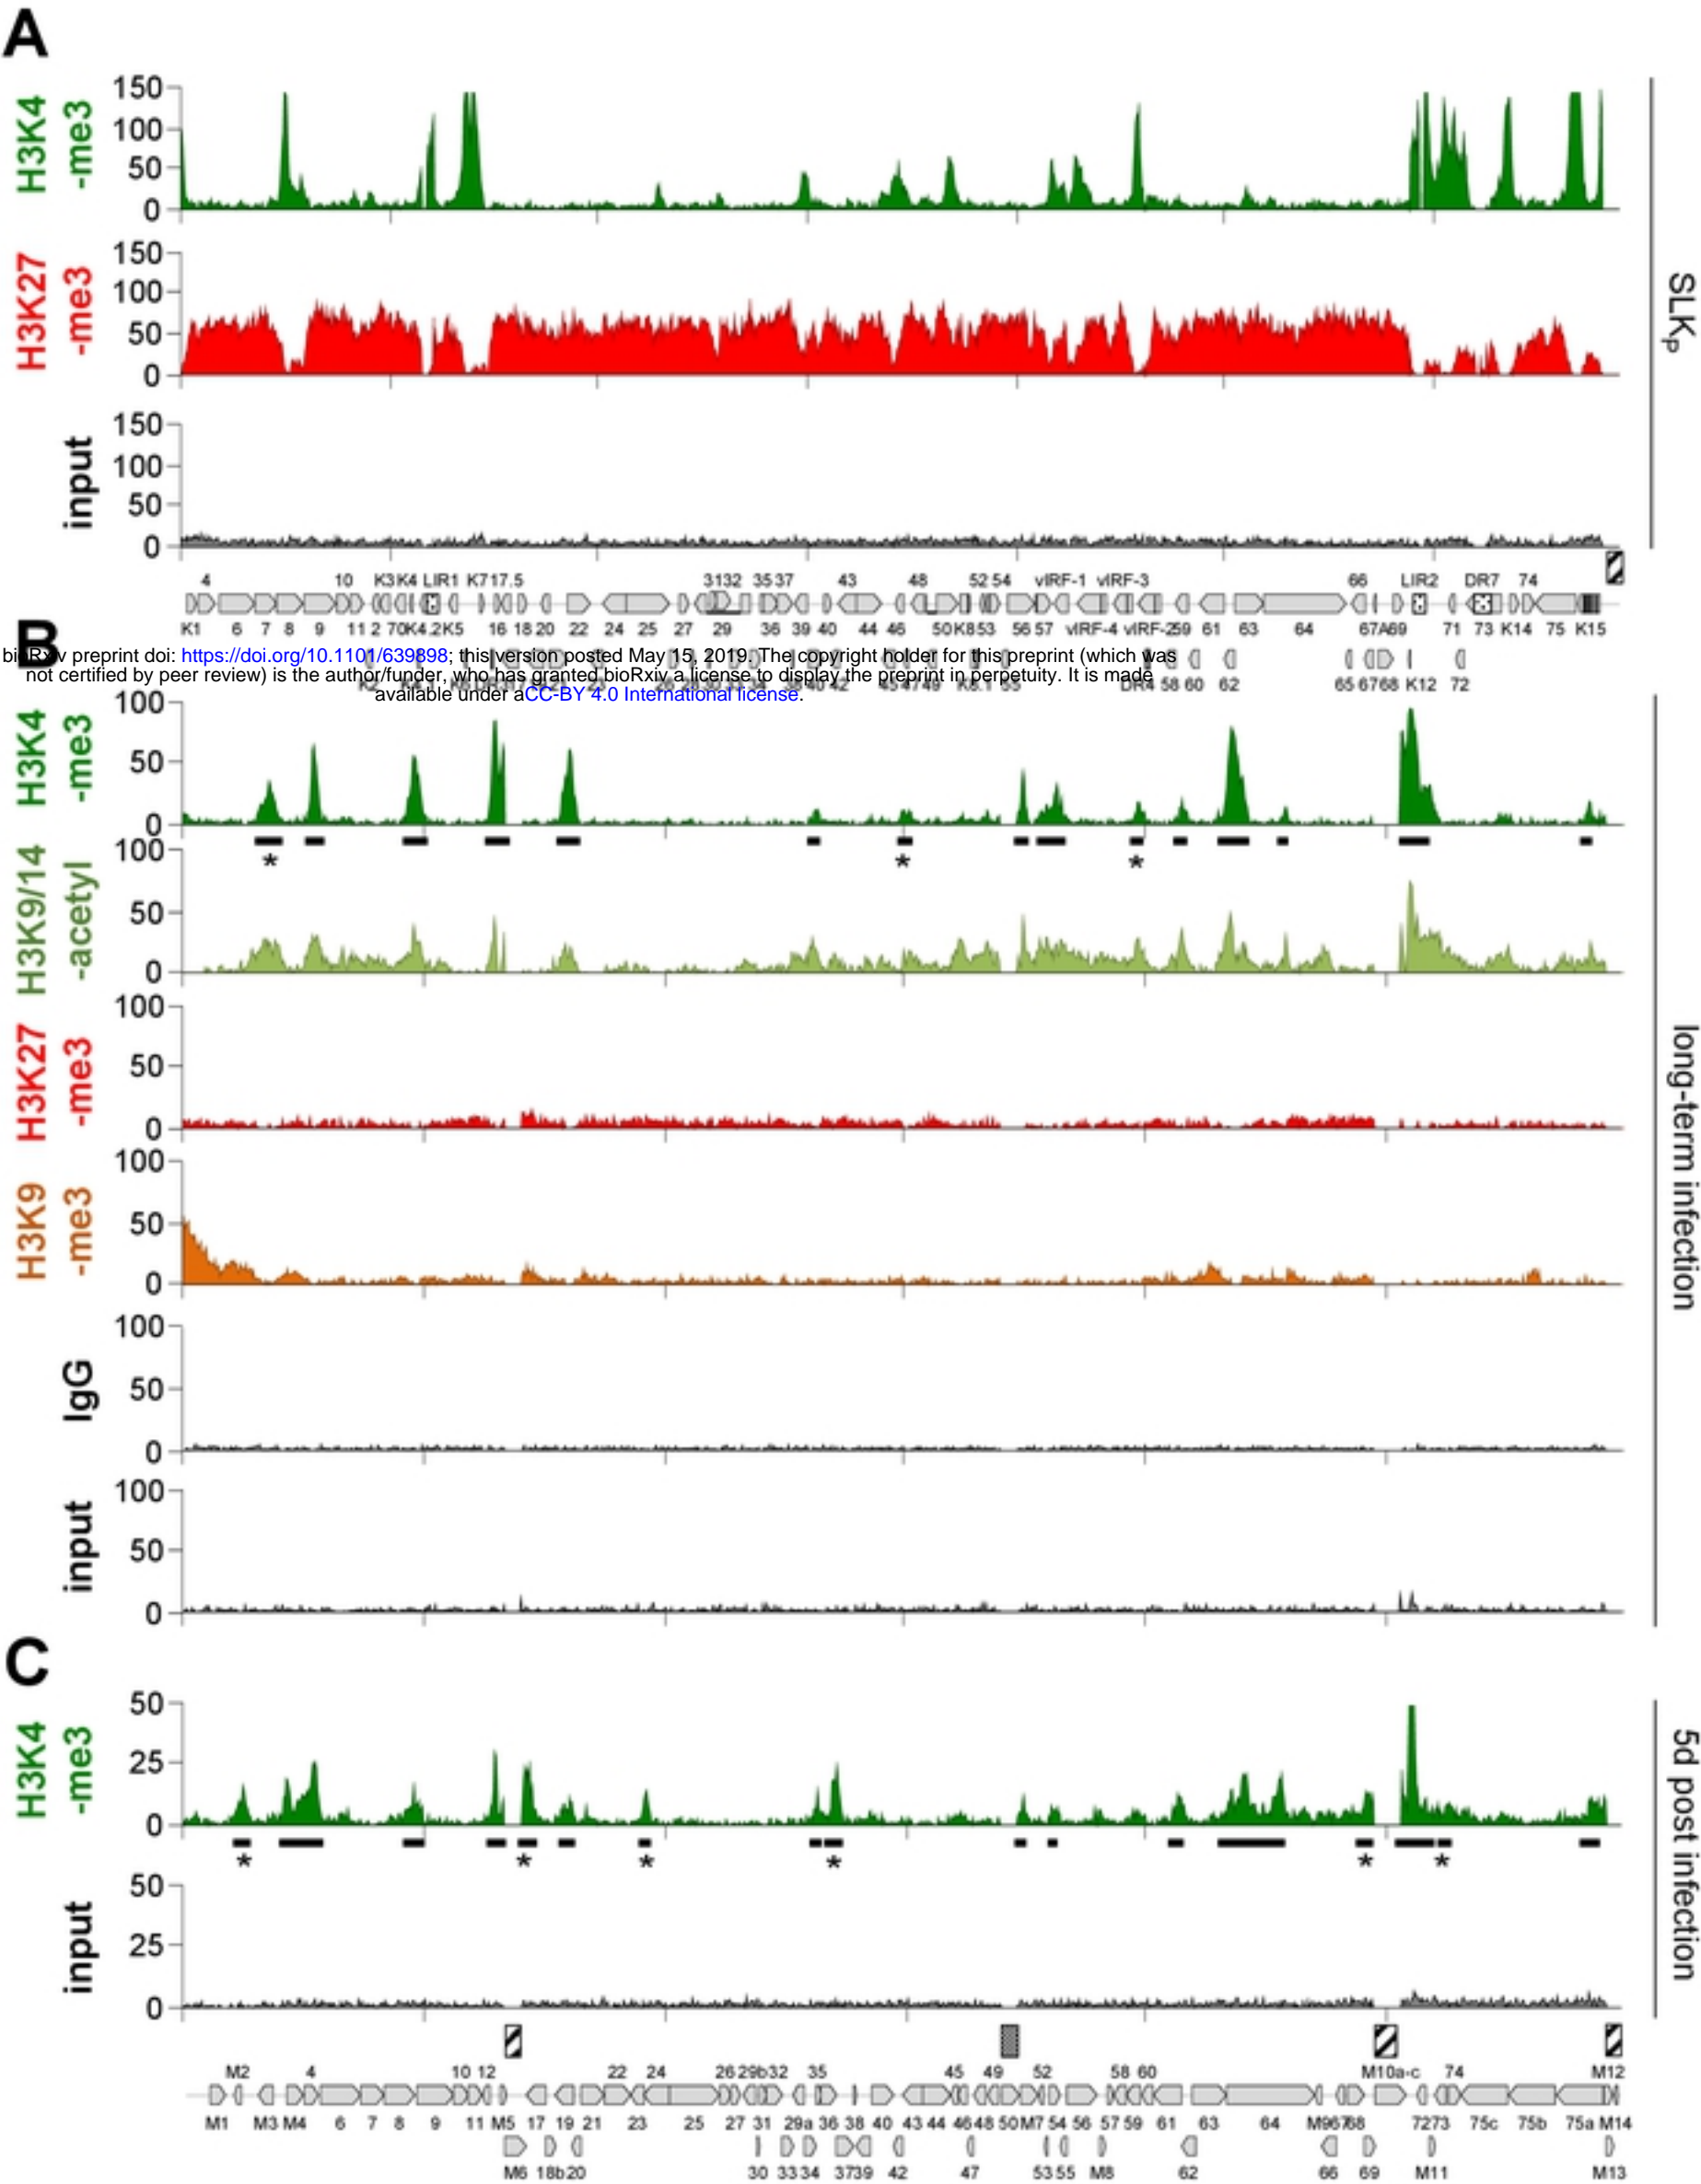 A
H3K4
-me3
150
100
50
0
H3K27
-me3
150
100
50
0
input
150
100
50
0
SLKP
4 10 K3 K4 LIR1 K7 17.5 3132 35 37 43 48 52 54 vIRF-1 vIRF-3 66 LIR2 DR7 74
K1 6 7 8 9 11 2 70 K4.2 K5 16 18 20 22 24 25 27 29 36 39 40 44 46 50 K8 53 56 57 vIRF-4 vIRF-2 59 61 63 64 67A 69 71 73 K14 75 K15
B
bioRxiv preprint doi: https://doi.org/10.1101/639898; this version posted May 15, 2019. The copyright holder for this preprint (which was
not certified by peer review) is the author/funder, who has granted bioRxiv a license to display the preprint in perpetuity. It is made
available under aCC-BY 4.0 International license.
DR4 58 60 62 65 67 68 K12 72
H3K4
-me3
100
50
0
* * *
H3K9/14
-acetyl
100
50
0
H3K27
-me3
100
50
0
H3K9
-me3
100
50
0
IgG
100
50
0
input
100
50
0
long-term infection
C
H3K4
-me3
50
25
0
* * * * * *
input
50
25
0
5d post infection
M2 4 10 12 22 24 26 29b 32 35 45 49 52 58 60 M10a-c 74 M12
M1 M3 M4 6 7 8 9 11 M5 17 19 21 23 25 27 31 29a 36 38 40 43 44 46 48 50 M7 54 56 57 59 61 63 64 M9 67 68 72 73 75c 75b 75a M14
M6 18b 20 30 33 34 37 39 42 47 53 55 M8 62 66 69 M11 M13